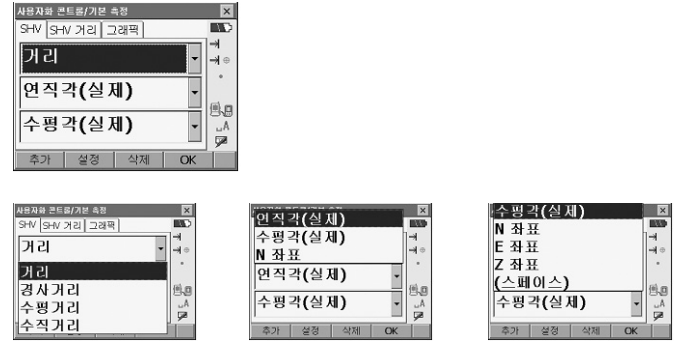 사용자화 콘트롤/기본 측정
SHV SHV 거리 그래픽
거리
연직각(실제)
수평각(실제)
추가 설정 삭제 OK
사용자화 콘트롤/기본 측정
SHV SHV 거리 그래픽
거리
거리
경사거리
수평거리
수직거리
연직각(실제)
수평각(실제)
N 좌표
연직각(실제)
수평각(실제)
추가 설정 삭제 OK
수평각(실제)
N 좌표
E 좌표
Z 좌표
(스페이스)
수평각(실제)
추가 설정 삭제 OK